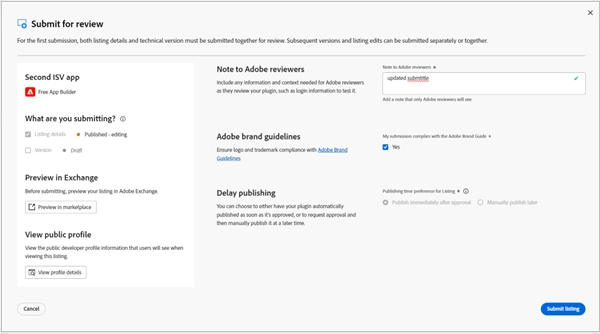 Submit for review
For the first submission, both listing details and technical version must be submitted together for review. Subsequent versions and listing edits can be submitted separately or together.
Second ISV app
Free App Builder
What are you submitting?
Listing details
Published - editing
Version
Draft
Preview in Exchange
Before submitting, preview your listing in Adobe Exchange.
Preview in marketplace
View public profile
View the public developer profile information that users will see when
viewing this listing.
View profile details
Note to Adobe reviewers
Include any information and context needed for Adobe reviewers
as they review your plugin, such as login information to test it.
Note to Adobe reviewers *
updated submtitle
Add a note that only Adobe reviewers will see
Adobe brand guidelines
Ensure logo and trademark compliance with Adobe Brand
Guidelines
My submission complies with the Adobe Brand Guide *
Yes
Delay publishing
You can choose to either have your plugin automatically
published as soon as it's approved, or to request approval and
then manually publish it at a later time.
Publishing time preference for Listing *
Publish immediately after approval
Manually publish later
Cancel
Submit listing